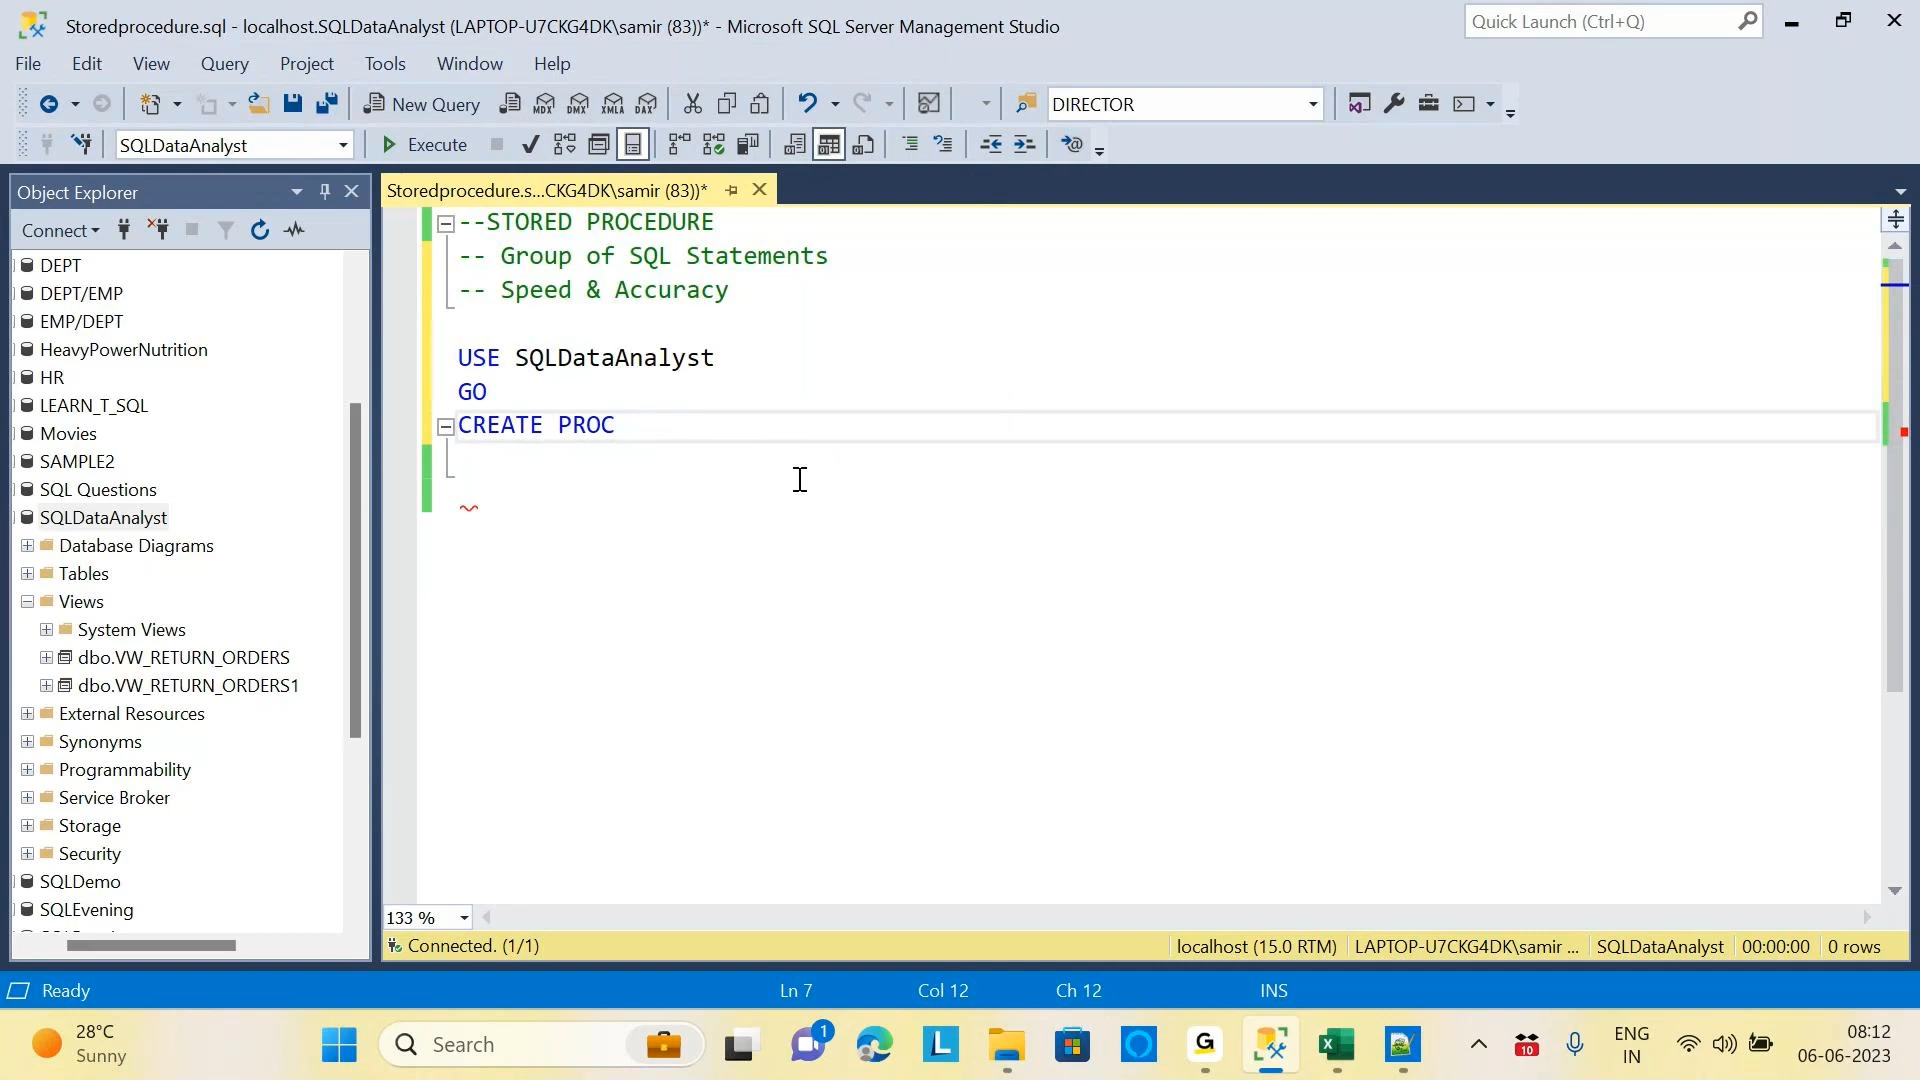 Storedprocedure.sql - localhost.SQLDataAnalyst (LAPTOP-U7CKG4DK\samir (83))* - Microsoft SQL Server Management Studio
Quick Launch (Ctrl+Q)
File Edit View Query Project Tools Window Help
New Query MDX DMX XMLA DAX DIRECTOR
SQLDataAnalyst Execute
Object Explorer
Storedprocedure.s...CKG4DK\samir (83))*
Connect
DEPT
DEPT/EMP
EMP/DEPT
HeavyPowerNutrition
HR
LEARN_T_SQL
Movies
SAMPLE2
SQL Questions
SQLDataAnalyst
Database Diagrams
Tables
Views
System Views
dbo.VW_RETURN_ORDERS
dbo.VW_RETURN_ORDERS1
External Resources
Synonyms
Programmability
Service Broker
Storage
Security
SQLDemo
SQLEvening
--STORED PROCEDURE
-- Group of SQL Statements
-- Speed & Accuracy
USE SQLDataAnalyst
GO
CREATE PROC
133 %
Connected. (1/1)
localhost (15.0 RTM) LAPTOP-U7CKG4DK\samir ... SQLDataAnalyst 00:00:00 0 rows
Ready Ln 7 Col 12 Ch 12 INS
28°C
Sunny
Search
1
L
G
10
ENG
IN
08:12
06-06-2023